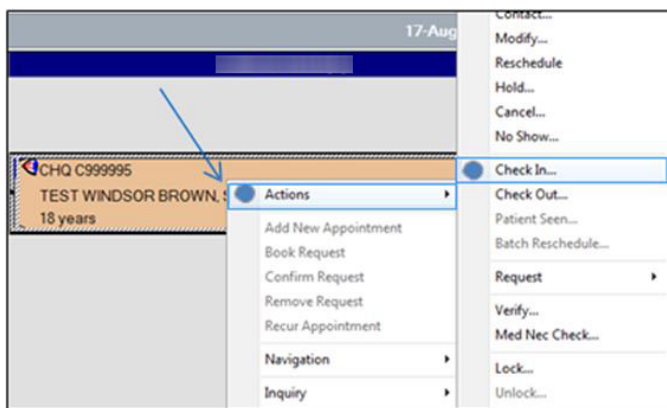 17-Aug
CHQ C999995
TEST WINDSOR BROWN, S
18 years
Actions
Add New Appointment
Book Request
Confirm Request
Remove Request
Recur Appointment
Navigation
Inquiry
Contact...
Modify...
Reschedule
Hold...
Cancel...
No Show...
Check In...
Check Out...
Patient Seen...
Batch Reschedule...
Request
Verify...
Med Nec Check...
Lock...
Unlock...